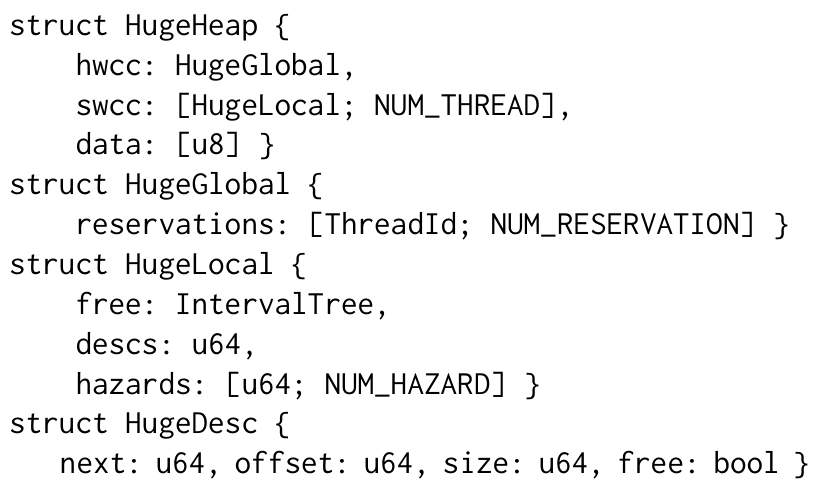 struct HugeHeap {
    hwcc: HugeGlobal,
    swcc: [HugeLocal; NUM_THREAD],
    data: [u8] }
struct HugeGlobal {
    reservations: [ThreadId; NUM_RESERVATION] }
struct HugeLocal {
    free: IntervalTree,
    descs: u64,
    hazards: [u64; NUM_HAZARD] }
struct HugeDesc {
   next: u64, offset: u64, size: u64, free: bool }